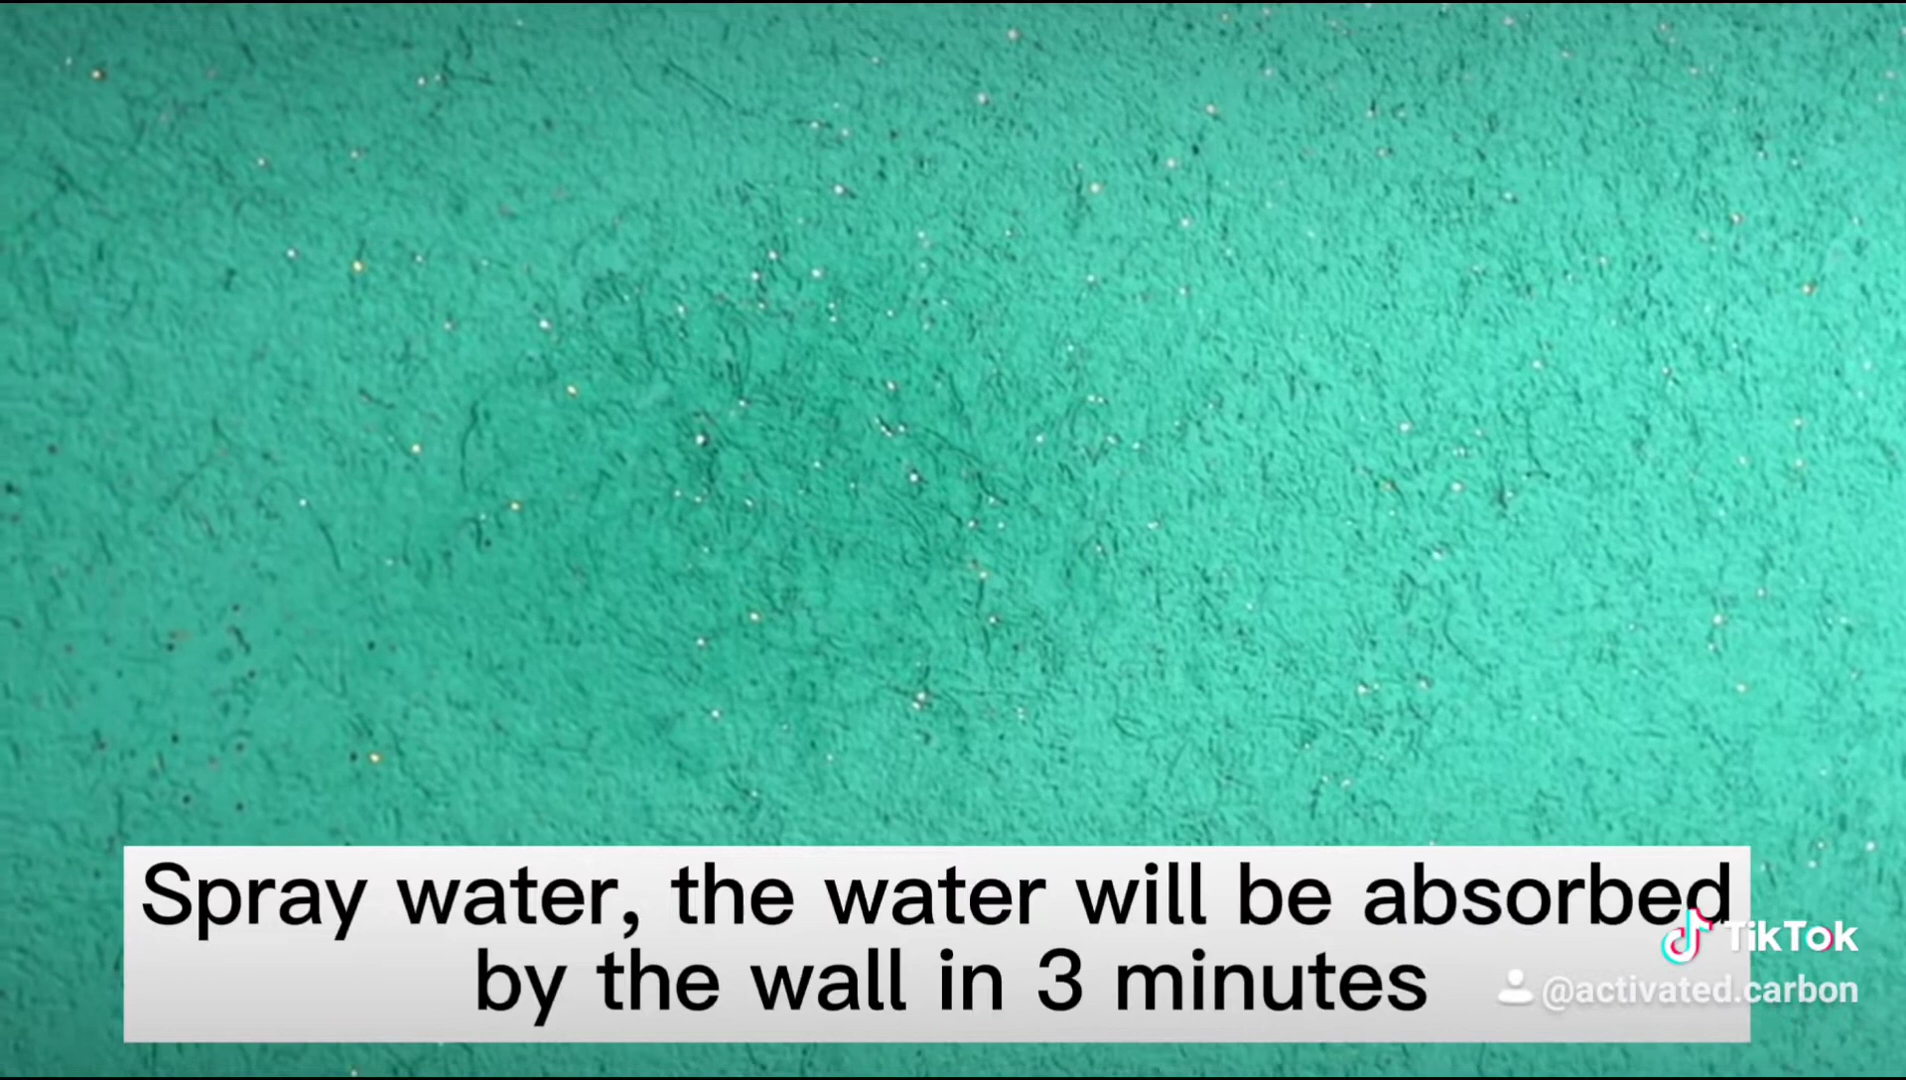 Spray water, the water will be absorbed
by the wall in 3 minutes
TikTok
@activated.carbon